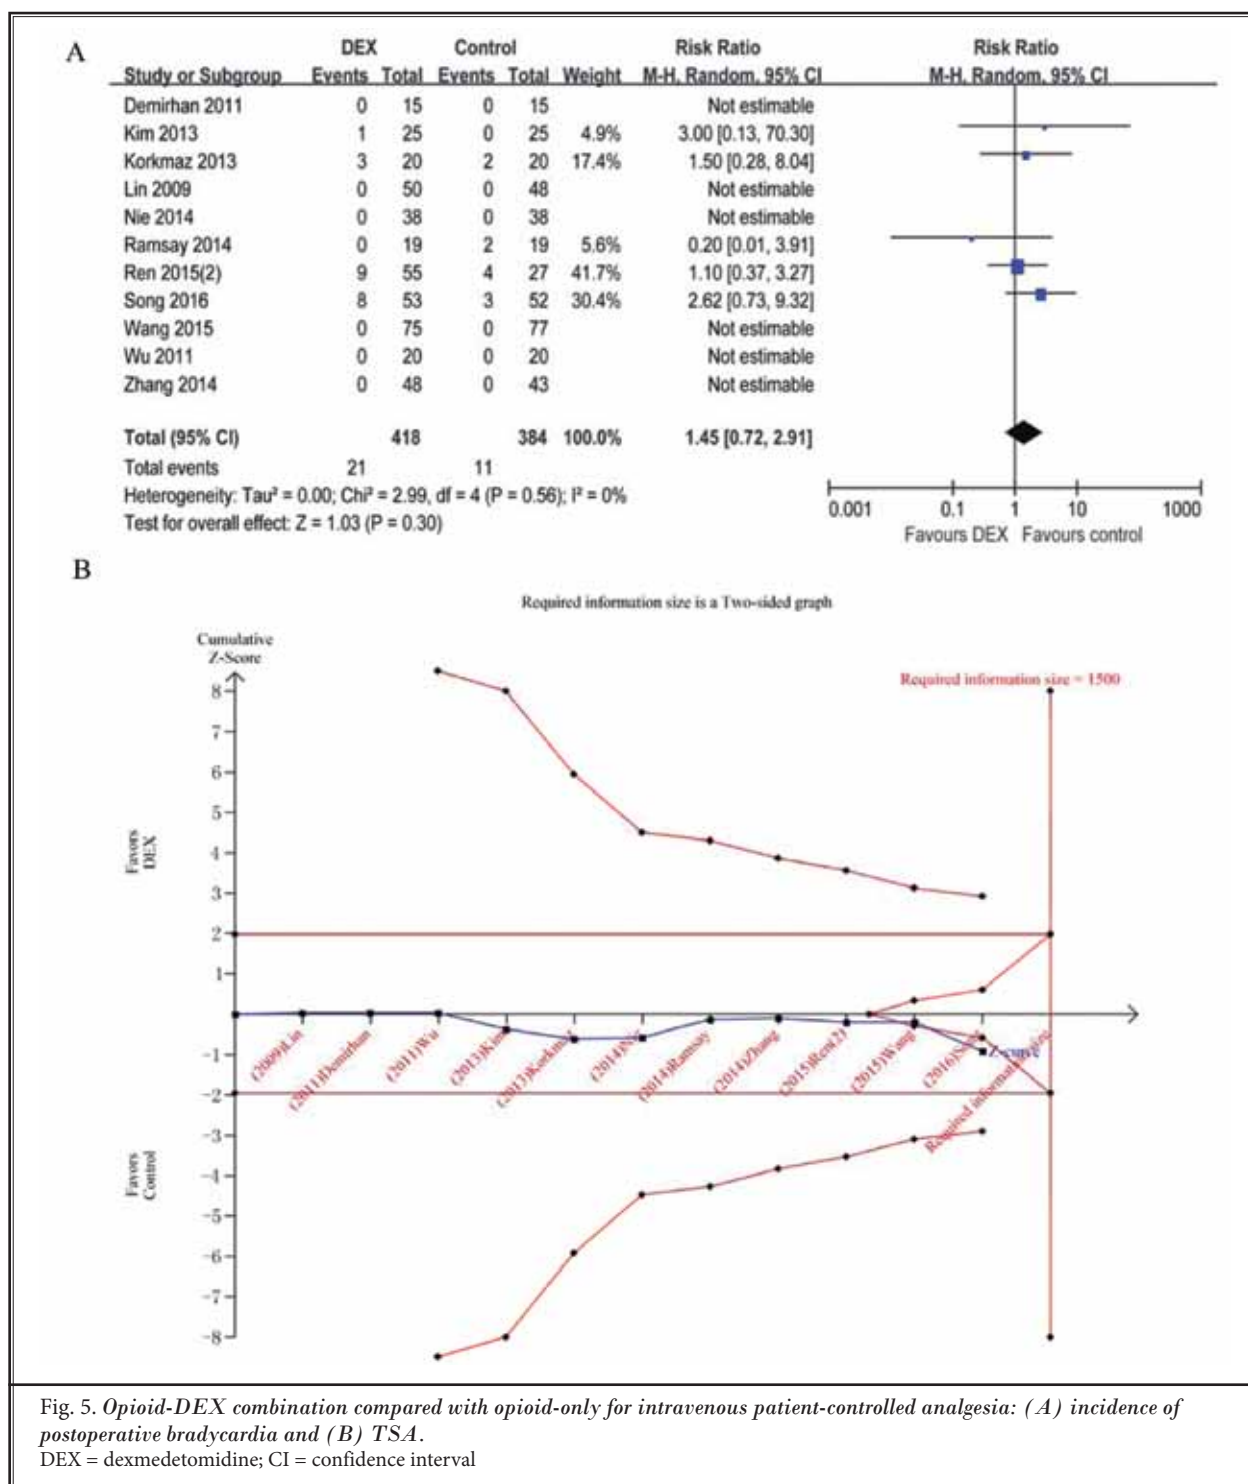 A
DEX Control Risk Ratio Risk Ratio
Study or Subgroup Events Total Events Total Weight M-H, Random, 95% CI M-H, Random, 95% CI
Demirhan 2011 0 15 0 15 Not estimable
Kim 2013 1 25 0 25 4.9% 3.00 [0.13, 70.30]
Korkmaz 2013 3 20 2 20 17.4% 1.50 [0.28, 8.04]
Lin 2009 0 50 0 48 Not estimable
Nie 2014 0 38 0 38 Not estimable
Ramsay 2014 0 19 2 19 5.6% 0.20 [0.01, 3.91]
Ren 2015(2) 9 55 4 27 41.7% 1.10 [0.37, 3.27]
Song 2016 8 53 3 52 30.4% 2.62 [0.73, 9.32]
Wang 2015 0 75 0 77 Not estimable
Wu 2011 0 20 0 20 Not estimable
Zhang 2014 0 48 0 43 Not estimable
Total (95% CI) 418 384 100.0% 1.45 [0.72, 2.91]
Total events 21 11
Heterogeneity: Tau² = 0.00; Chi² = 2.99, df = 4 (P = 0.56); I² = 0%
Test for overall effect: Z = 1.03 (P = 0.30)
0.001 0.1 1 10 1000
Favours DEX Favours control
B
Required information size is a Two-sided graph
Cumulative
Z-Score
Required information size = 1500
8
7
6
5
4
3
2
1
-1
-2
-3
-4
-5
-6
-7
-8
Favors
DEX
Favors
Control
(2009)Lin
(2011)Demirhan
(2011)Wu
(2013)Kim
(2013)Korkmaz
(2014)Nie
(2014)Ramsay
(2014)Zhang
(2015)Ren(2)
(2015)Wang
(2016)Song
Required information size
Z-curve
Fig. 5. Opioid-DEX combination compared with opioid-only for intravenous patient-controlled analgesia: (A) incidence of
postoperative bradycardia and (B) TSA.
DEX = dexmedetomidine; CI = confidence interval